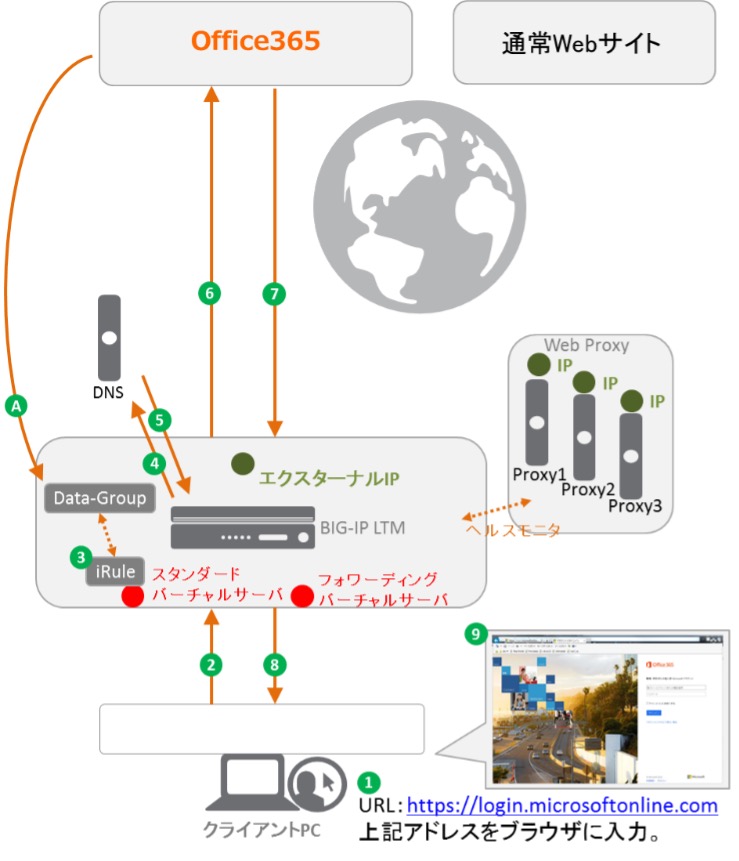 Office365
通常Webサイト
6
7
Web Proxy
IP
IP
IP
DNS
A
5
4
Proxy1
Proxy2
Proxy3
エクスターナルIP
Data-Group
BIG-IP LTM
ヘルスモニタ
3
iRule
スタンダード
バーチャルサーバ
フォワーディング
バーチャルサーバ
2
8
9
Office 365
Microsoft
1
URL：https://login.microsoftonline.com
上記アドレスをブラウザに入力。
クライアントPC